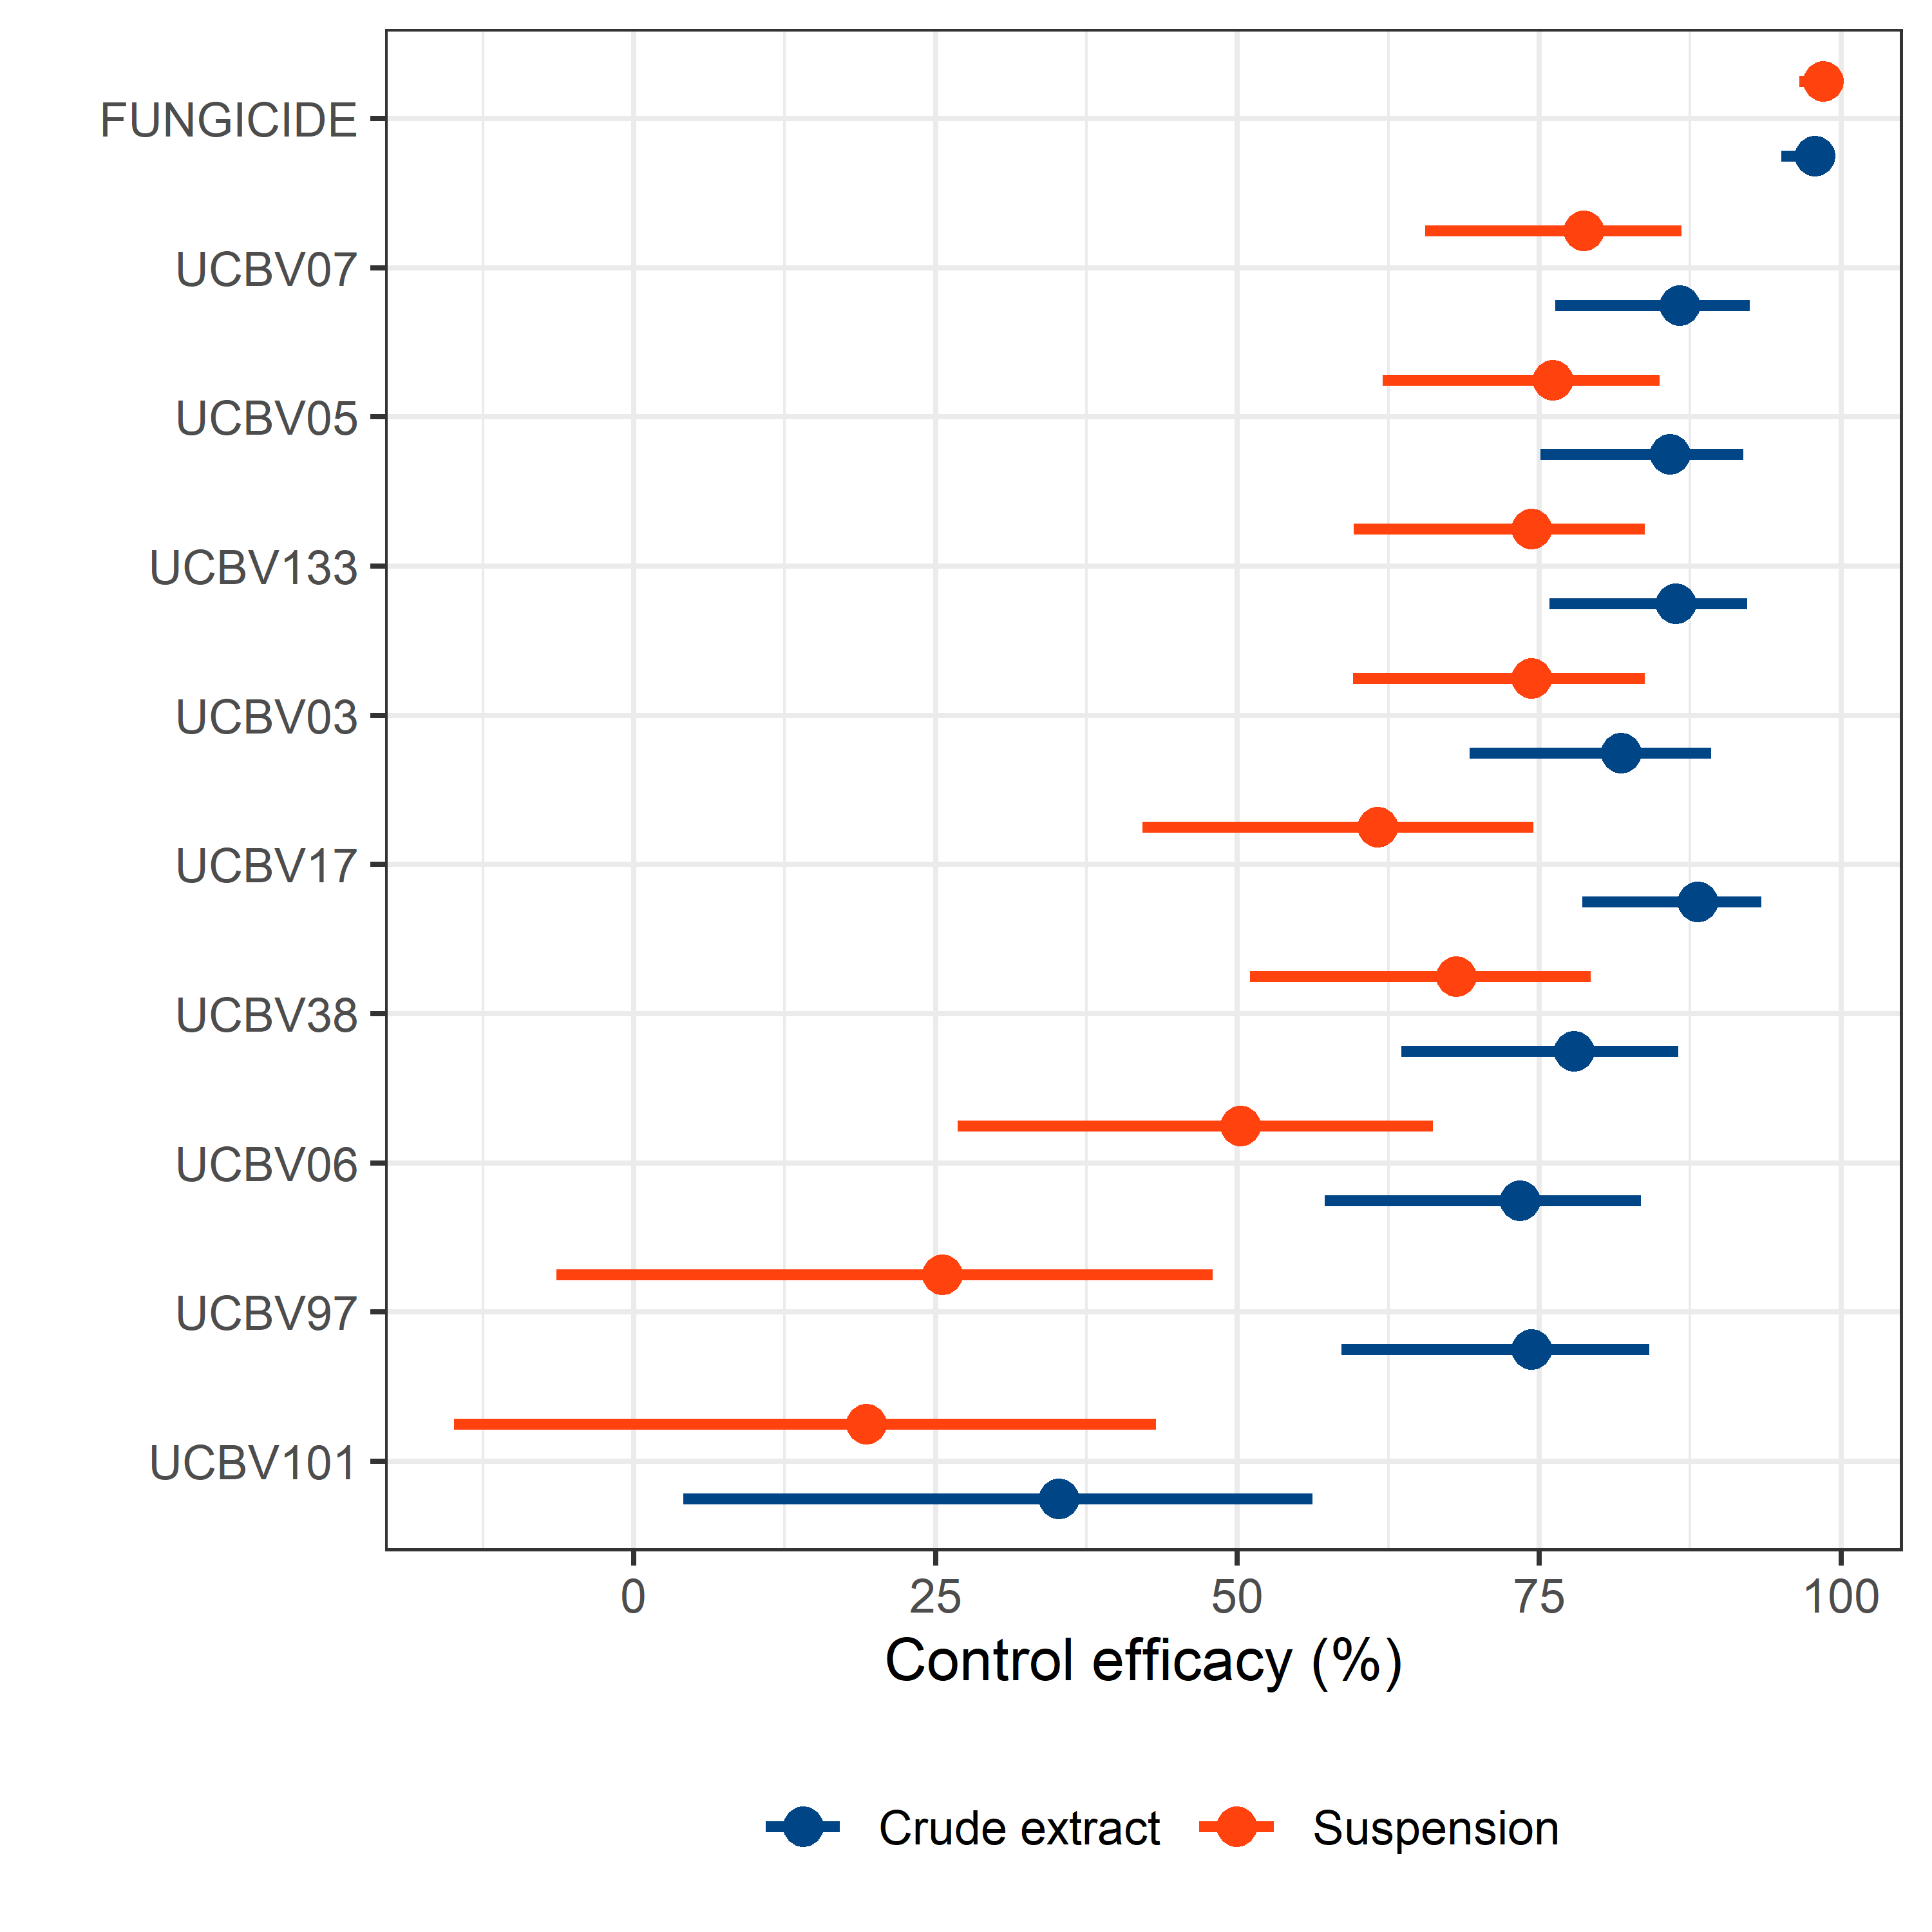 FUNGICIDE
UCBV07
UCBV05
UCBV133
UCBV03
UCBV17
UCBV38
UCBV06
UCBV97
UCBV101
0 25 50 75 100
Control efficacy (%)
Crude extract Suspension